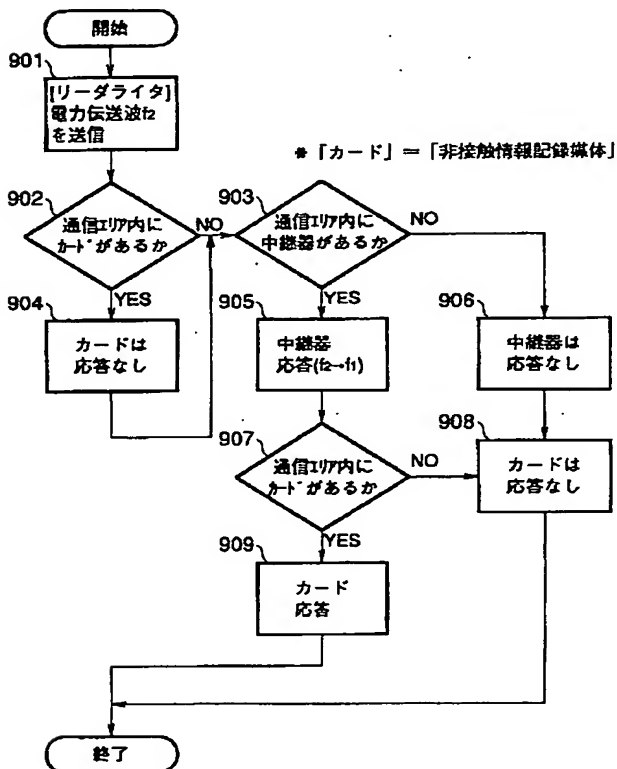 開始
901
[リーダライタ]
電力伝送波f2
を送信
＊「カード」＝「非接触情報記録媒体」
902
通信エリア内に
カードがあるか
NO
YES
903
通信エリア内に
中継器があるか
NO
YES
904
カードは
応答なし
905
中継器
応答(f2→f1)
906
中継器は
応答なし
907
通信エリア内に
カードがあるか
NO
YES
908
カードは
応答なし
909
カード
応答
終了